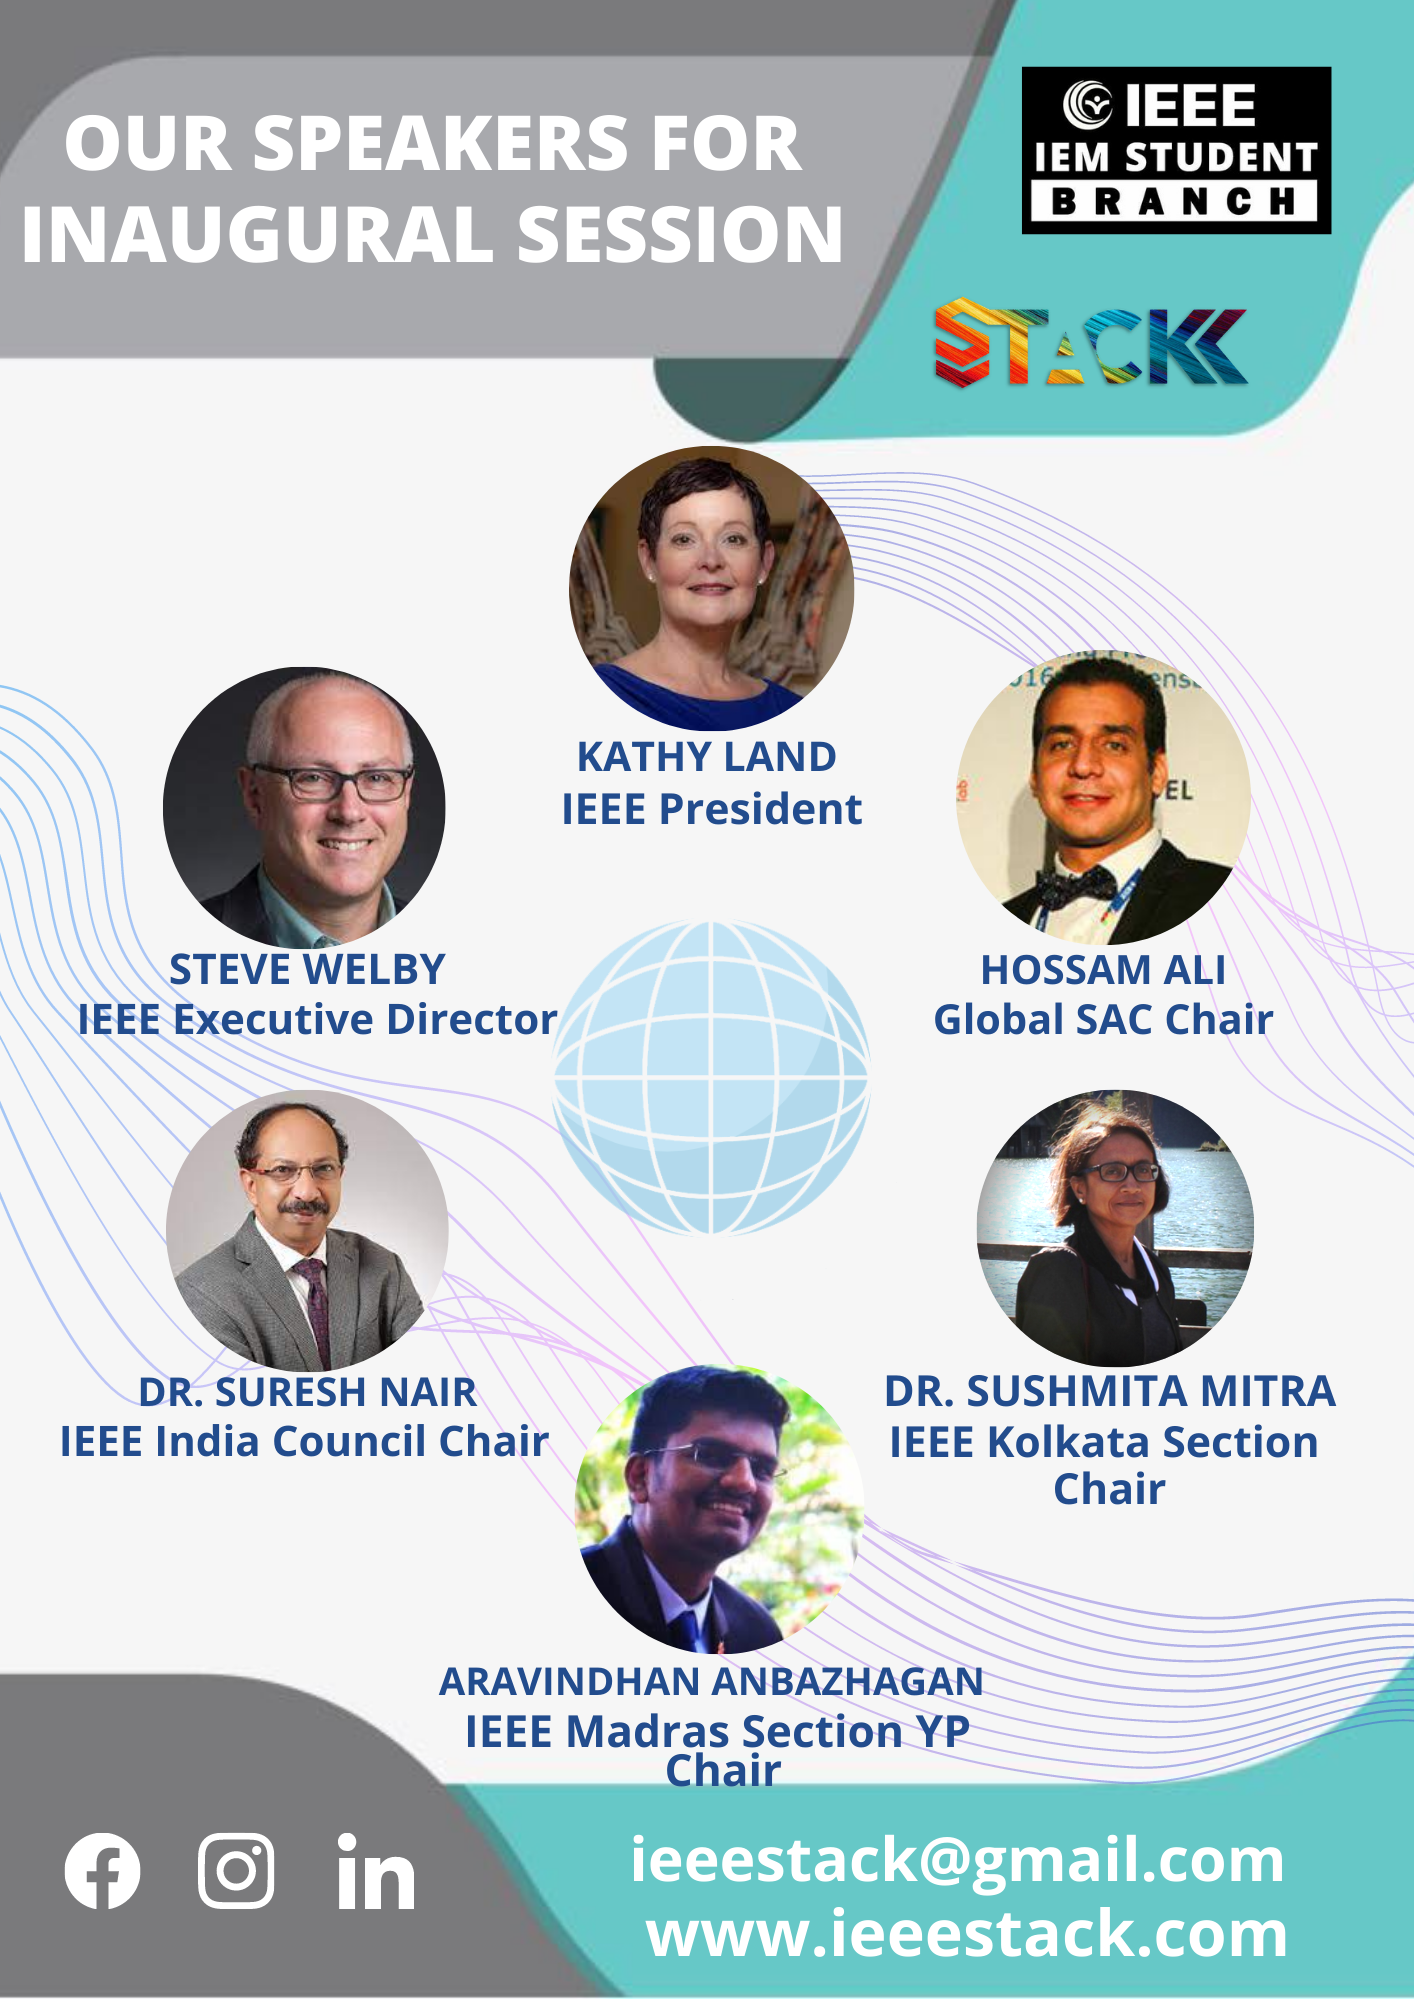 OUR SPEAKERS FOR
INAUGURAL SESSION
IEEE
IEM STUDENT
BRANCH
STACK
KATHY LAND
IEEE President
STEVE WELBY
IEEE Executive Director
HOSSAM ALI
Global SAC Chair
DR. SURESH NAIR
IEEE India Council Chair
DR. SUSHMITA MITRA
IEEE Kolkata Section
Chair
ARAVINDHAN ANBAZHAGAN
IEEE Madras Section YP
Chair
in
ieeestack@gmail.com
www.ieeestack.com